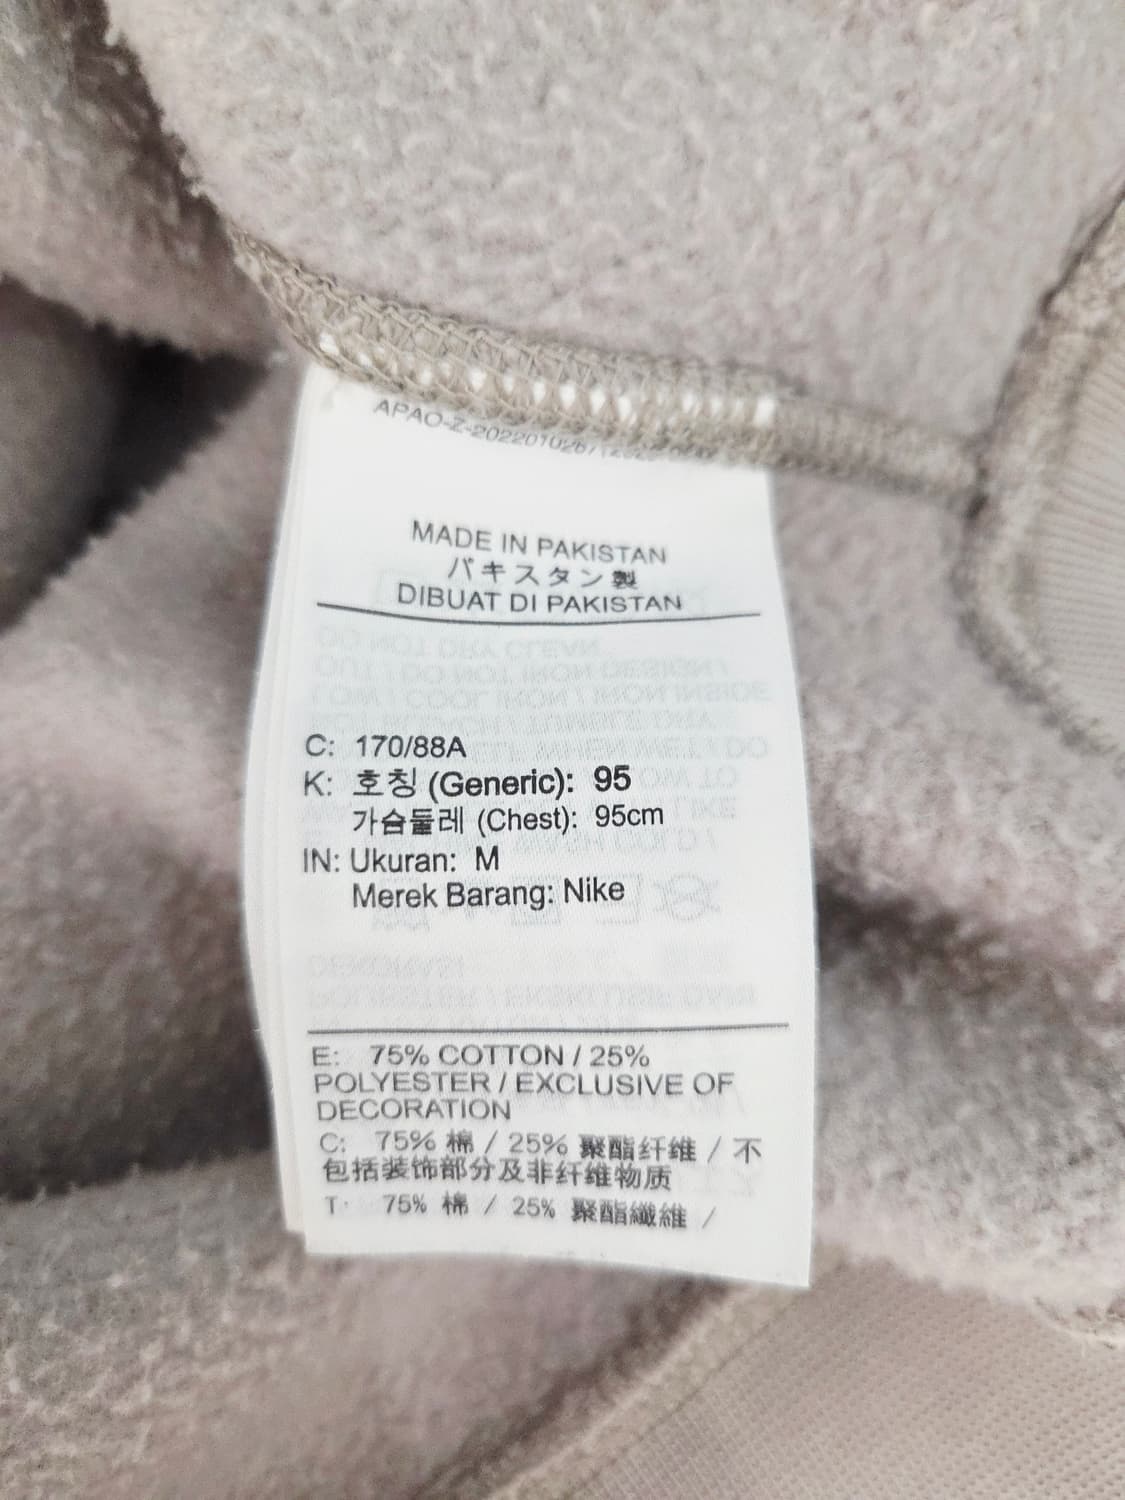 MADE IN PAKISTAN
パキスタン製
DIBUAT DI PAKISTAN
C: 170/88A
K: 호칭 (Generic): 95
가슴둘레 (Chest): 95cm
IN: Ukuran: M
Merek Barang: Nike
E: 75% COTTON / 25%
POLYESTER / EXCLUSIVE OF
DECORATION
C: 75% 棉 / 25% 聚酯纤维 / 不
包括装饰部分及非纤维物质
T: 75% 棉 / 25% 聚酯纖維 /